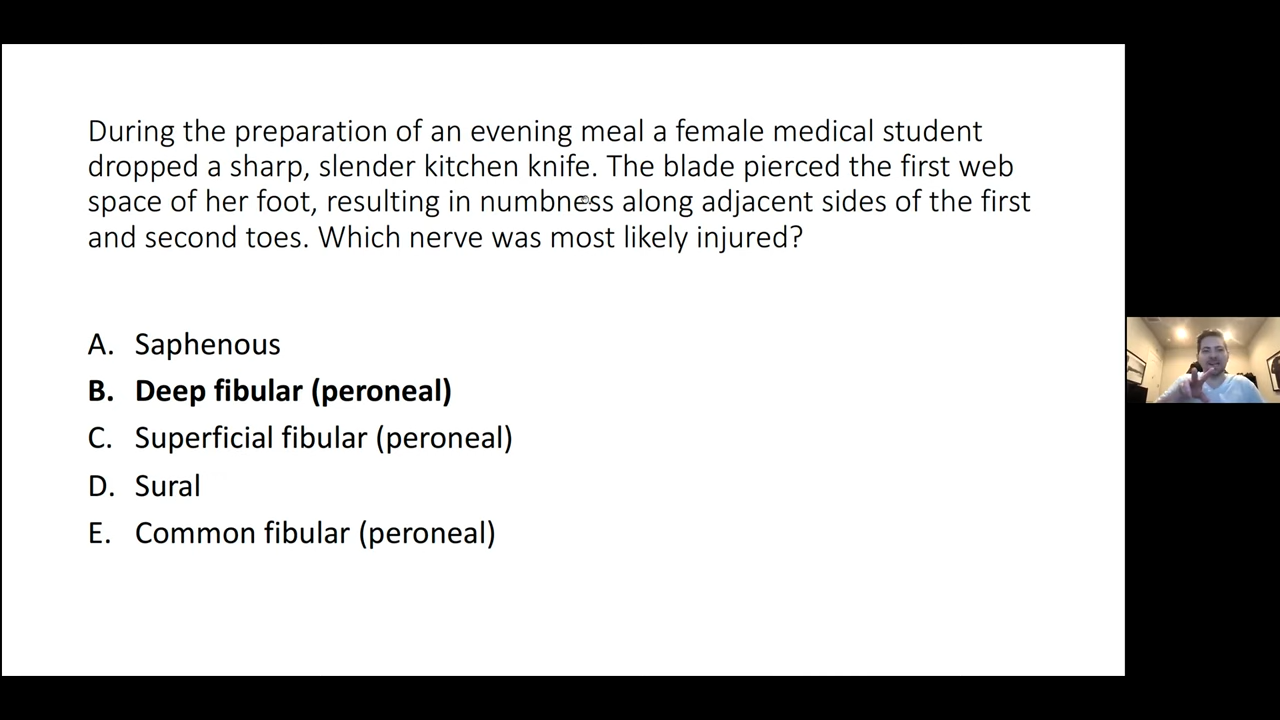 During the preparation of an evening meal a female medical student
dropped a sharp, slender kitchen knife. The blade pierced the first web
space of her foot, resulting in numbness along adjacent sides of the first
and second toes. Which nerve was most likely injured?
A. Saphenous
B. Deep fibular (peroneal)
C. Superficial fibular (peroneal)
D. Sural
E. Common fibular (peroneal)